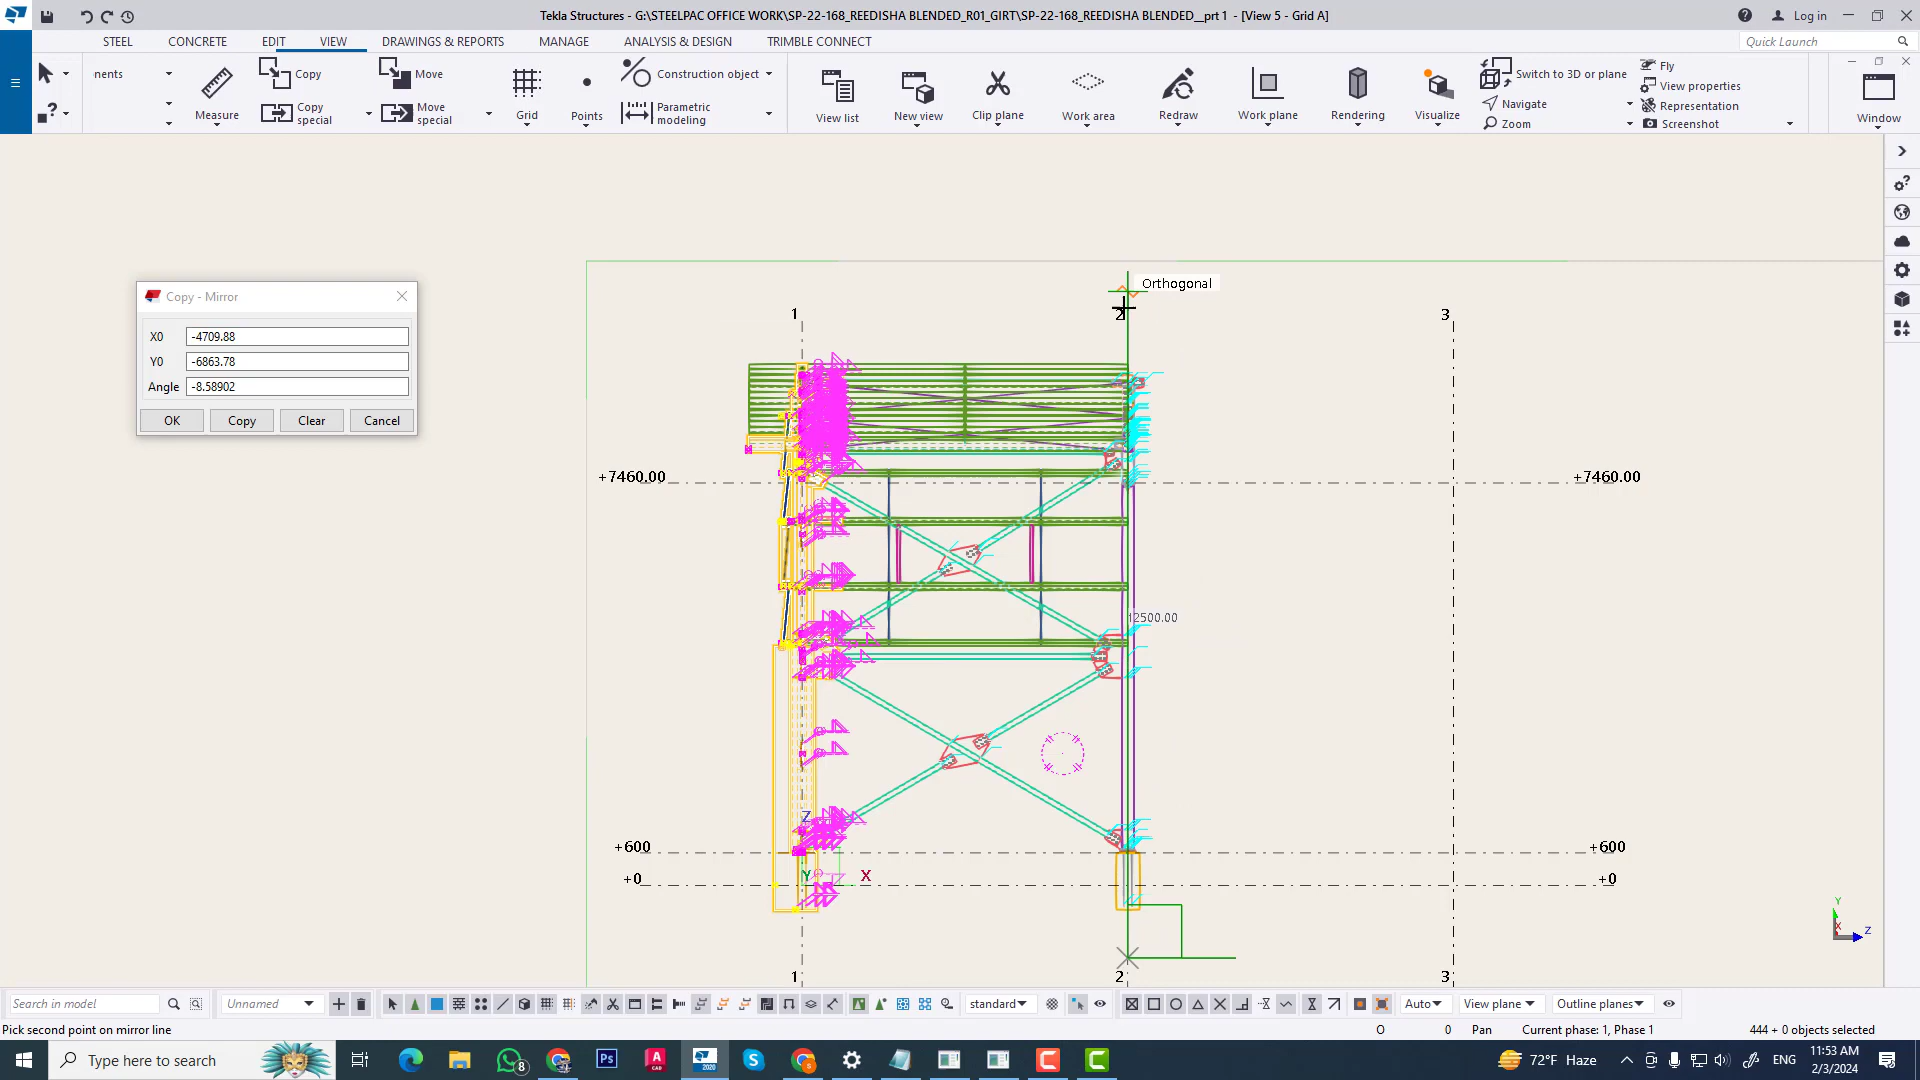 Tekla Structures - G:\STEELPAC OFFICE WORK\SP-22-168_REEDISHA BLENDED_R01_GIRT\SP-22-168_REEDISHA BLENDED__prt 1 - [View 5 - Grid A]
Log in
STEEL CONCRETE EDIT VIEW DRAWINGS & REPORTS MANAGE ANALYSIS & DESIGN TRIMBLE CONNECT
Quick Launch
nents
Measure
Copy
Copy special
Move
Move special
Grid
Points
Construction object
Parametric modeling
View list
New view
Clip plane
Work area
Redraw
Work plane
Rendering
Visualize
Switch to 3D or plane
Navigate
Zoom
Fly
View properties
Representation
Screenshot
Window
Copy - Mirror
X0 -4709.88
Y0 -6863.78
Angle -8.58902
OK Copy Clear Cancel
Orthogonal
1 2 3
+7460.00 +7460.00
12500.00
+600 +600
+0 +0
Z
Y X
1 2 3
Y
X Z
Search in model
Unnamed
standard
Auto
View plane
Outline planes
Pick second point on mirror line
O 0 Pan Current phase: 1, Phase 1 444 + 0 objects selected
Type here to search
8
Ps
A
CAD
2020
S
C
C
72°F Haze
ENG
11:53 AM
2/3/2024